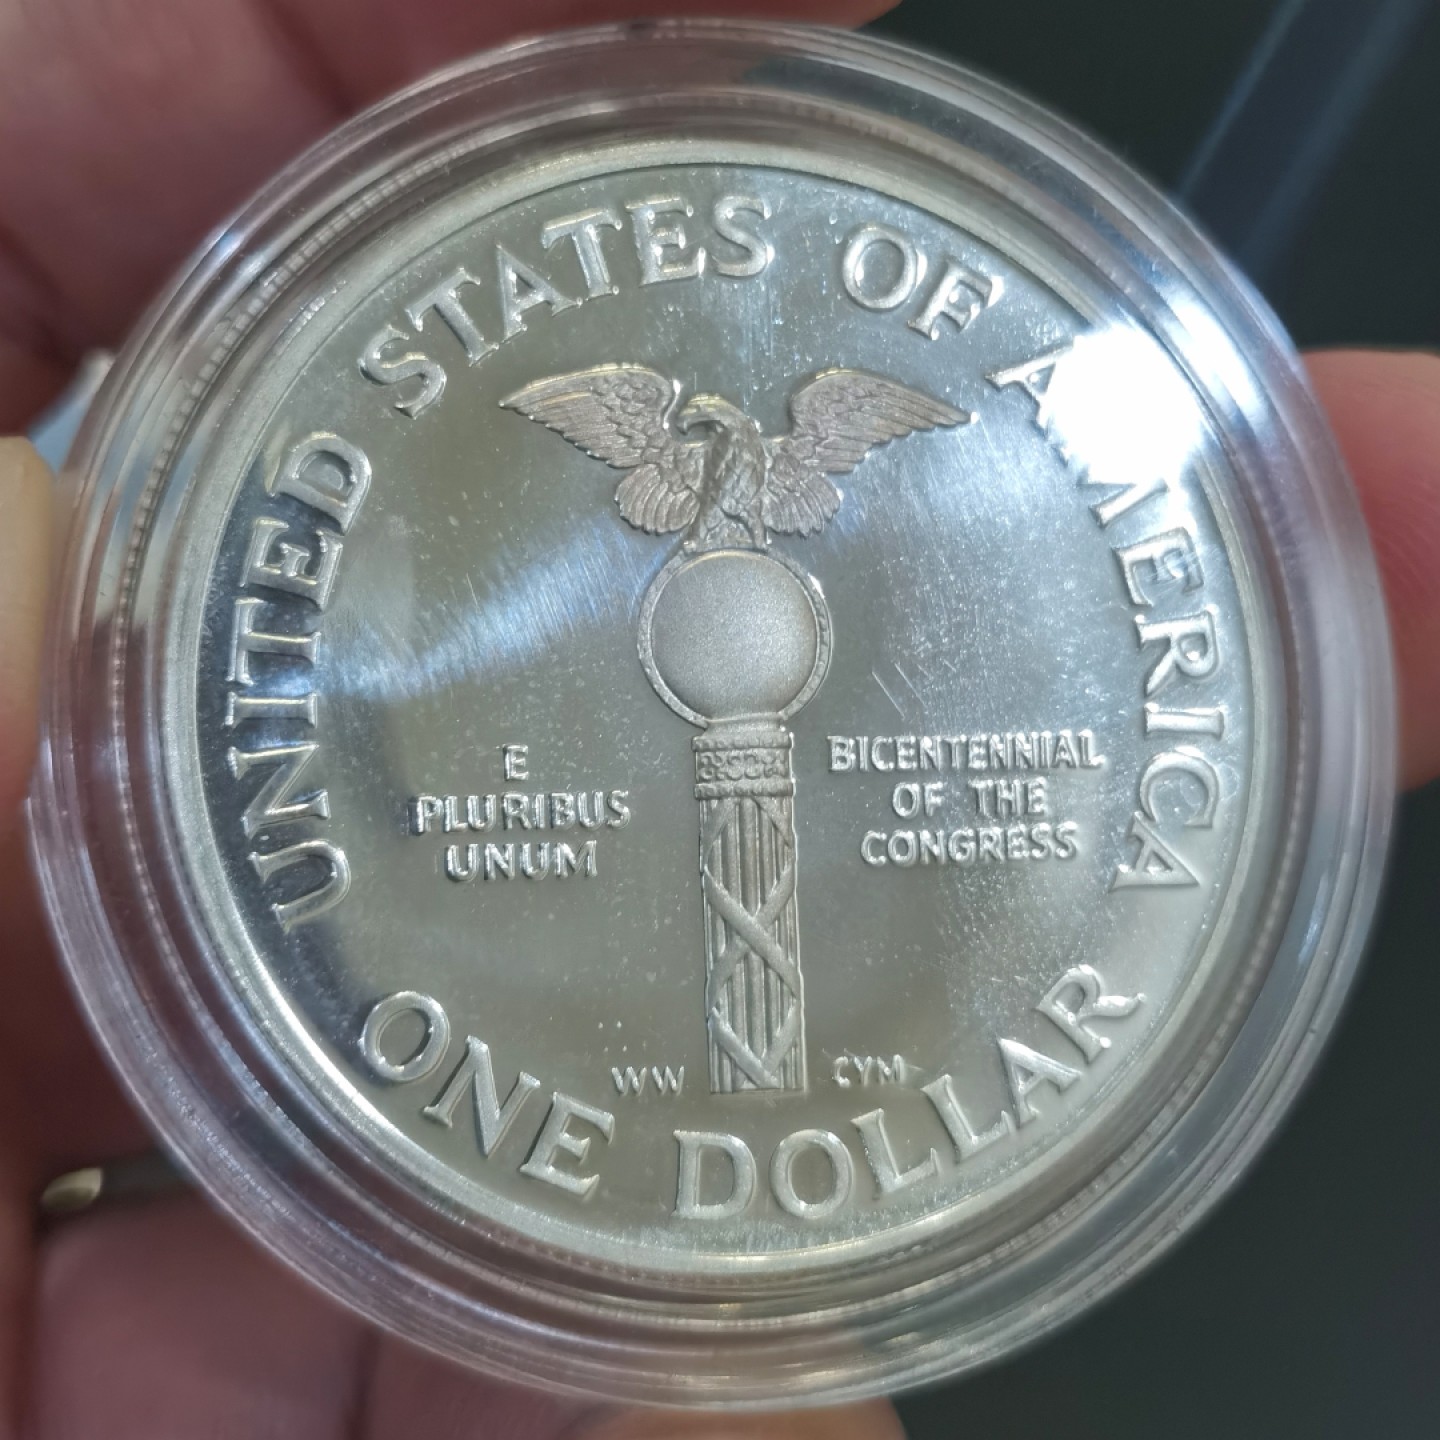 UNITED STATES OF AMERICA
E
PLURIBUS
UNUM
BICENTENNIAL
OF THE
CONGRESS
WW
CYM
ONE DOLLAR